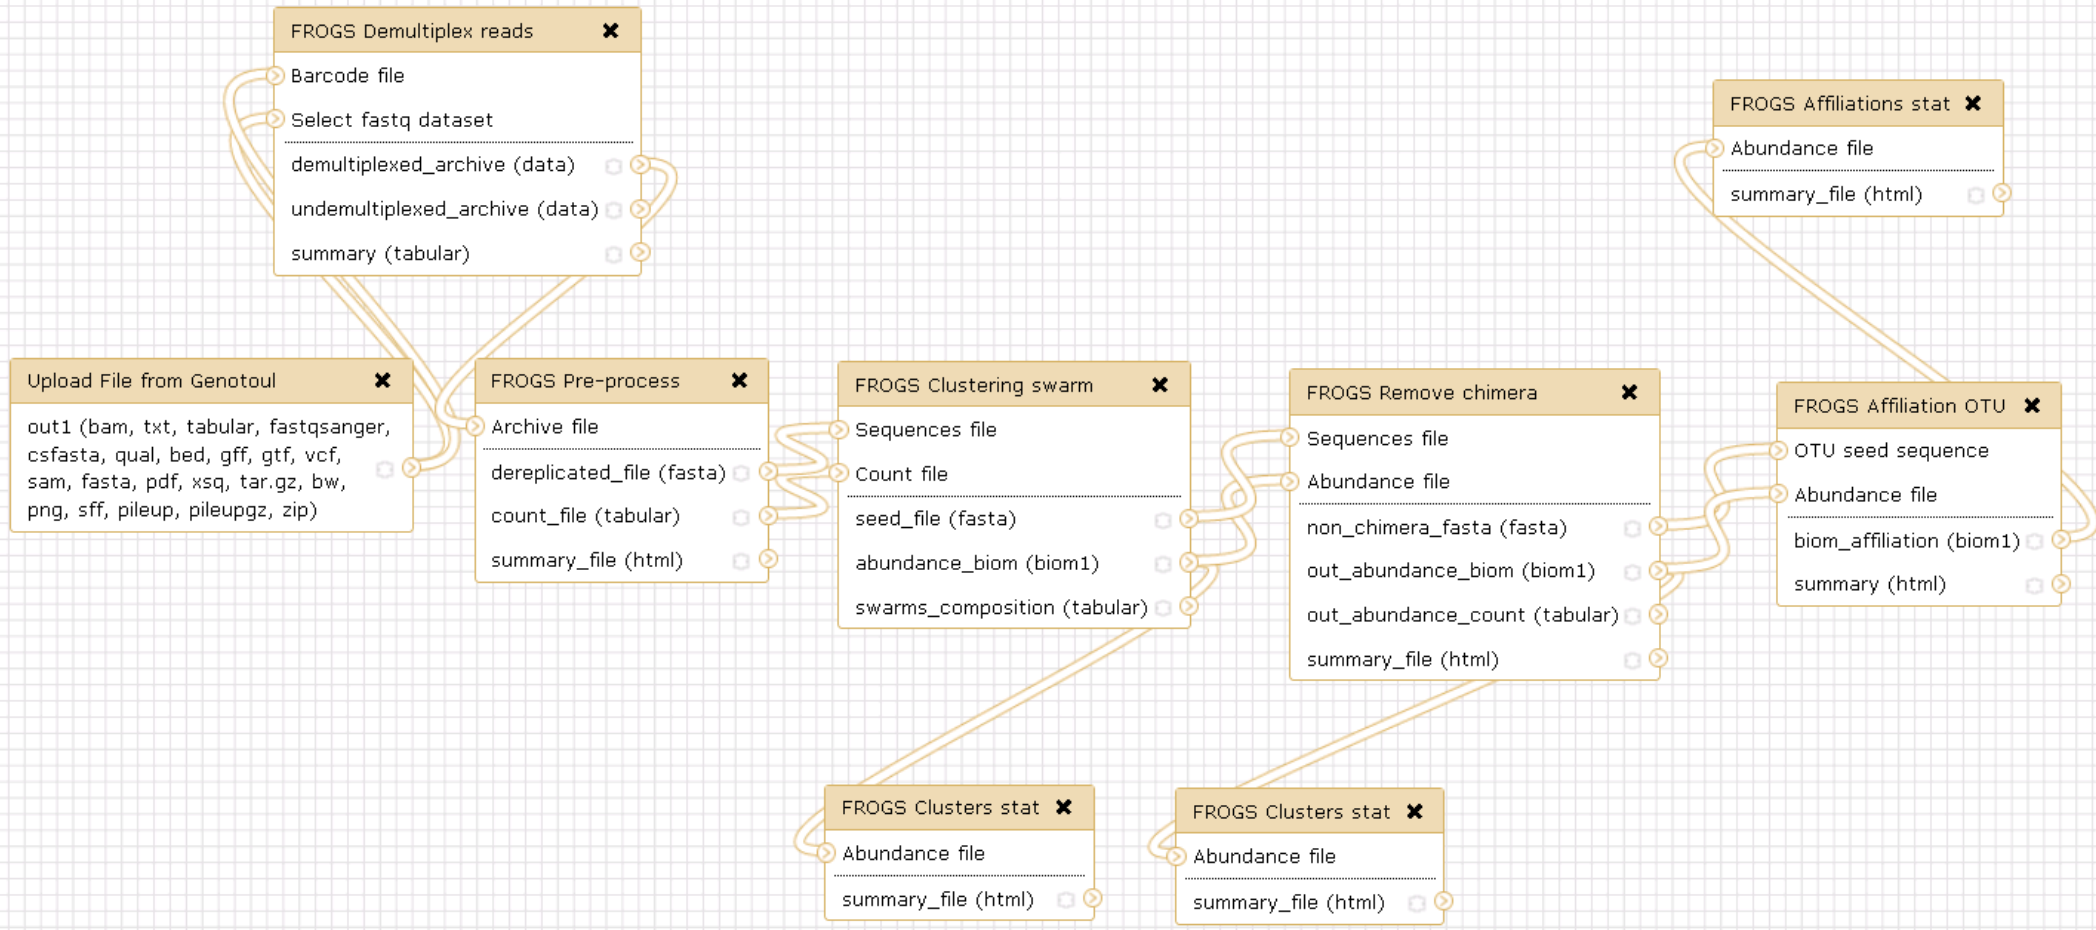 FROGS Demultiplex reads
Barcode file
Select fastq dataset
demultiplexed_archive (data)
undemultiplexed_archive (data)
summary (tabular)
FROGS Affiliations stat
Abundance file
summary_file (html)
Upload File from Genotoul
out1 (bam, txt, tabular, fastqsanger,
csfasta, qual, bed, gff, gtf, vcf,
sam, fasta, pdf, xsq, tar.gz, bw,
png, sff, pileup, pileupgz, zip)
FROGS Pre-process
Archive file
dereplicated_file (fasta)
count_file (tabular)
summary_file (html)
FROGS Clustering swarm
Sequences file
Count file
seed_file (fasta)
abundance_biom (biom1)
swarms_composition (tabular)
FROGS Remove chimera
Sequences file
Abundance file
non_chimera_fasta (fasta)
out_abundance_biom (biom1)
out_abundance_count (tabular)
summary_file (html)
FROGS Affiliation OTU
OTU seed sequence
Abundance file
biom_affiliation (biom1)
summary (html)
FROGS Clusters stat
Abundance file
summary_file (html)
FROGS Clusters stat
Abundance file
summary_file (html)